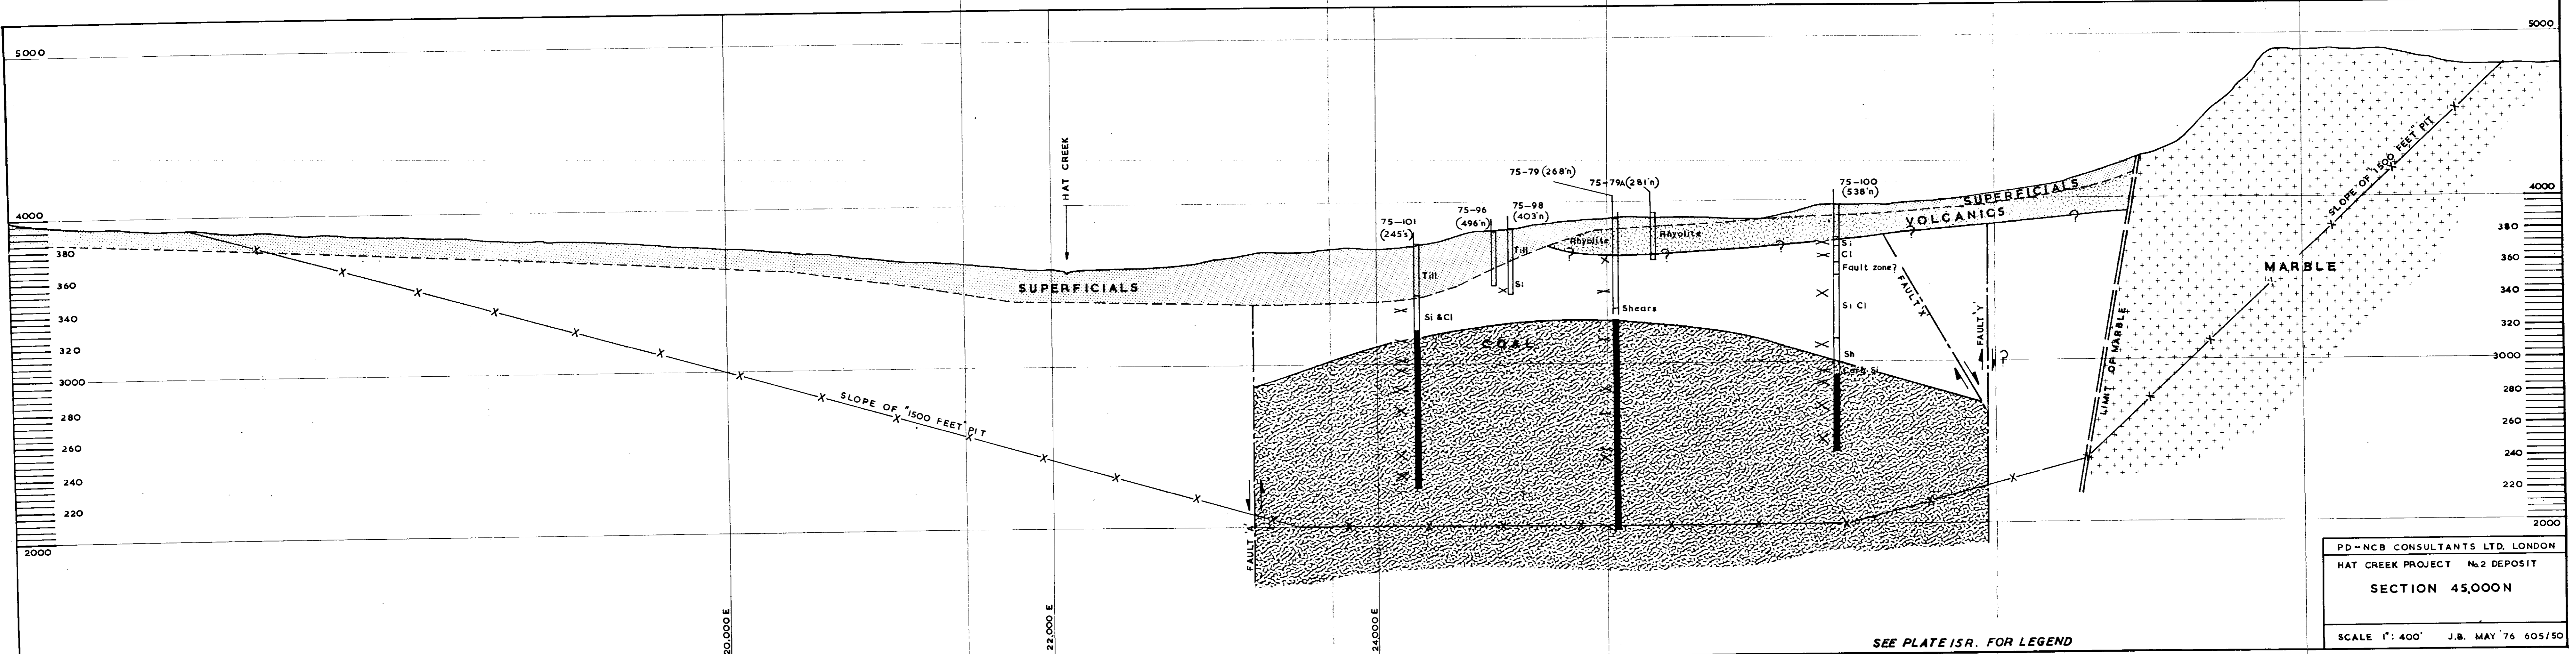 5000
5000
HAT CREEK
SLOPE OF "1500 FEET" PIT
75-79 (268'n)
75-79A (281'n)
75-100
(538'n)
75-98
(403'n)
75-96
(496'n)
75-101
(245's)
4000
4000
SUPERFICIALS
VOLCANICS
?
Rhyolite
Rhyolite
?
?
?
?
Till
Till
Si
Si
Cl
Fault zone?
Si Cl
Shears
Si & Cl
Sh
Carb Si
FAULT 'X'
FAULT 'Y'
?
LIMIT OF MARBLE
MARBLE
SUPERFICIALS
COAL
SLOPE OF "1500 FEET" PIT
FAULT 'A'
380
360
340
320
3000
280
260
240
220
2000
380
360
340
320
3000
280
260
240
220
2000
20,000 E
22,000 E
24,000 E
SEE PLATE 15R. FOR LEGEND
PD-NCB CONSULTANTS LTD, LONDON
HAT CREEK PROJECT No.2 DEPOSIT
SECTION 45,000N
SCALE 1": 400' J.B. MAY '76 605/50